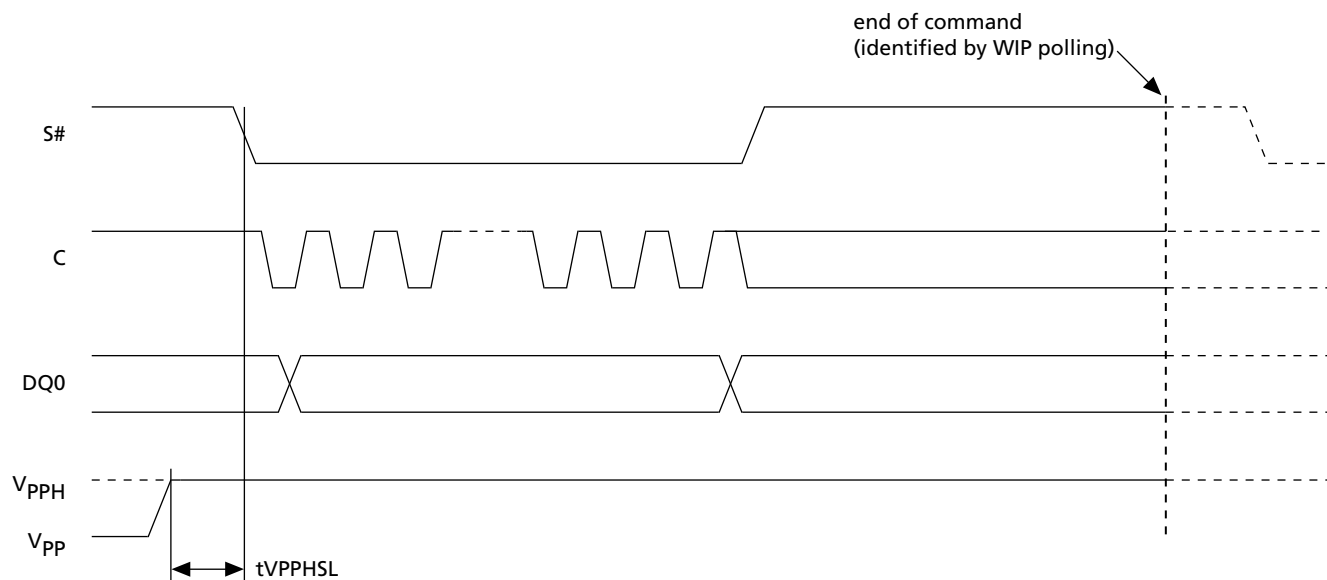 end of command
(identified by WIP polling)
S#
C
DQ0
VPPH
VPP
tVPPHSL